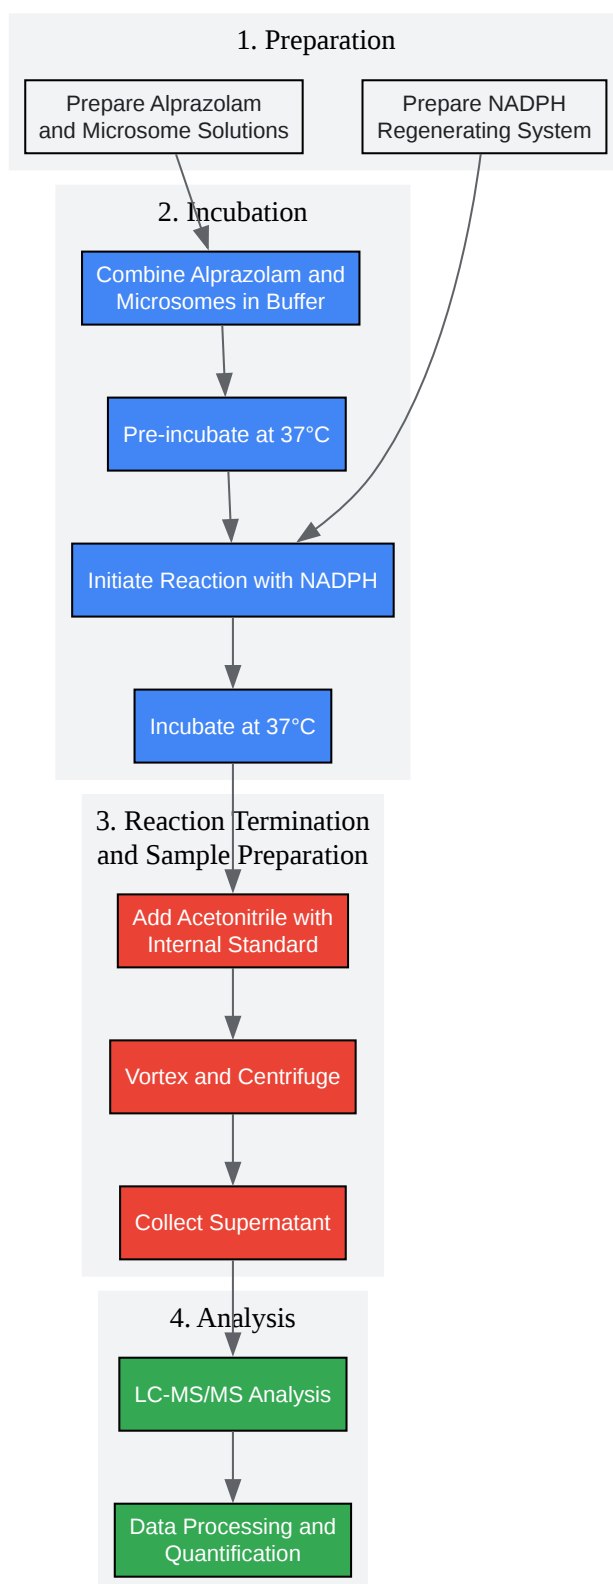 1. Preparation
Prepare Alprazolam
and Microsome Solutions
Prepare NADPH
Regenerating System
2. Incubation
Combine Alprazolam and
Microsomes in Buffer
Pre-incubate at 37°C
Initiate Reaction with NADPH
Incubate at 37°C
3. Reaction Termination
and Sample Preparation
Add Acetonitrile with
Internal Standard
Vortex and Centrifuge
Collect Supernatant
4. Analysis
LC-MS/MS Analysis
Data Processing and
Quantification